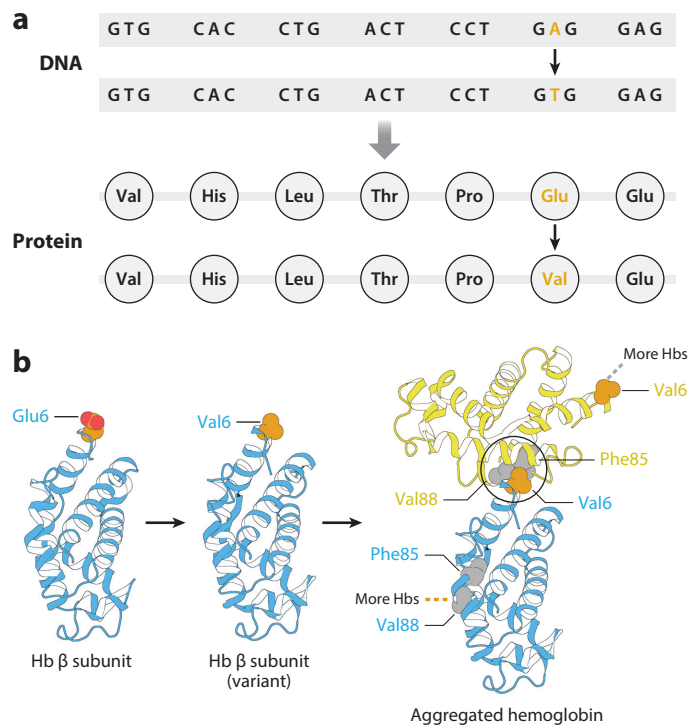 a
GTG CAC CTG ACT CCT GAG GAG
DNA
GTG CAC CTG ACT CCT GTG GAG
Val His Leu Thr Pro Glu Glu
Protein
Val His Leu Thr Pro Val Glu
b
More Hbs
Glu6
Val6
Val6
Phe85
Val88
Val6
Phe85
More Hbs
Val88
Hb β subunit
Hb β subunit
(variant)
Aggregated hemoglobin